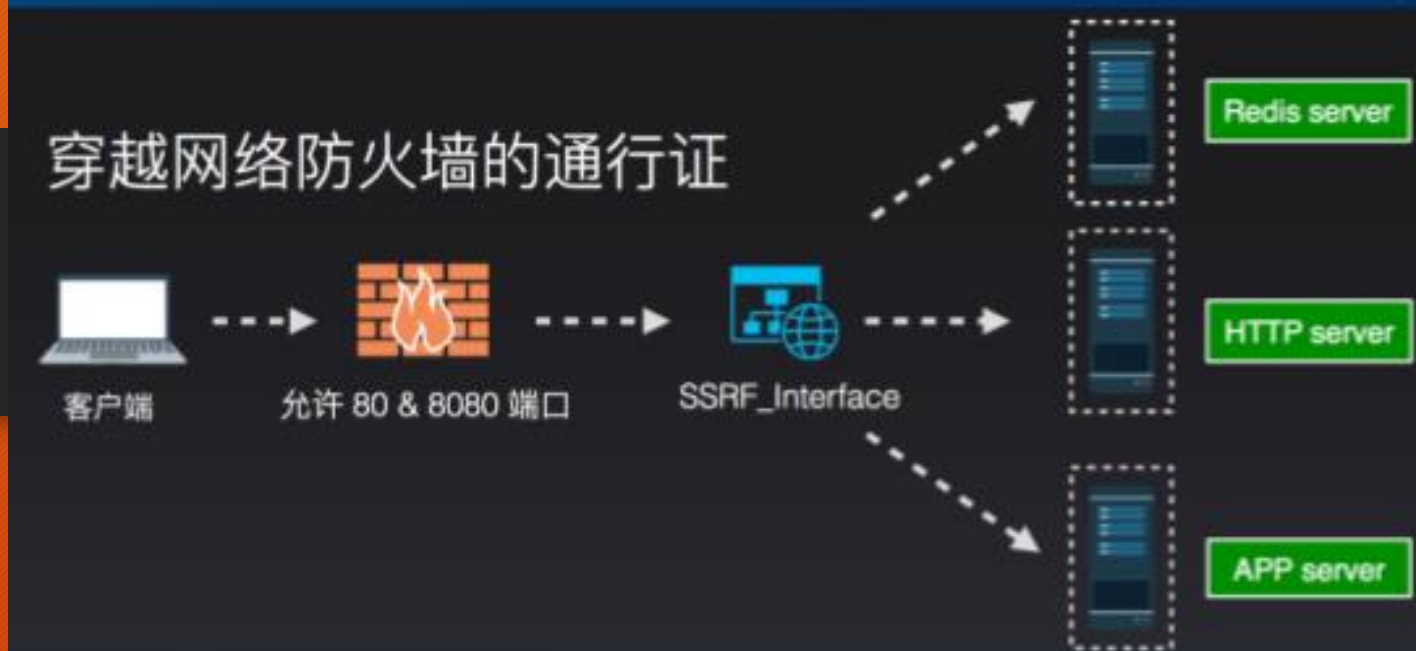 穿越网络防火墙的通行证
客户端
允许 80 & 8080 端口
SSRF_Interface
Redis server
HTTP server
APP server